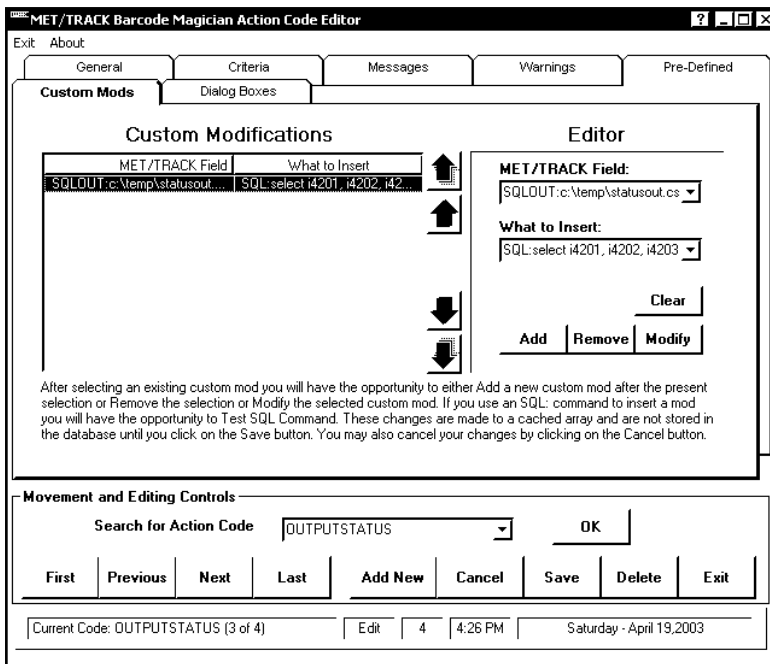 MET/TRACK Barcode Magician Action Code Editor
Exit About
General Criteria Messages Warnings Pre-Defined
Custom Mods Dialog Boxes
Custom Modifications
MET/TRACK Field What to Insert
SQLOUT:c:\temp\statusout.... SQL:select i4201, i4202, i42...
Editor
MET/TRACK Field:
SQLOUT:c:\temp\statusout.cs
What to Insert:
SQL:select i4201, i4202, i4203
Clear
Add Remove Modify
After selecting an existing custom mod you will have the opportunity to either Add a new custom mod after the present
selection or Remove the selection or Modify the selected custom mod. If you use an SQL: command to insert a mod
you will have the opportunity to Test SQL Command. These changes are made to a cached array and are not stored in
the database until you click on the Save button. You may also cancel your changes by clicking on the Cancel button.
Movement and Editing Controls
Search for Action Code OUTPUTSTATUS OK
First Previous Next Last Add New Cancel Save Delete Exit
Current Code: OUTPUTSTATUS (3 of 4) Edit 4 4:26 PM Saturday - April 19,2003